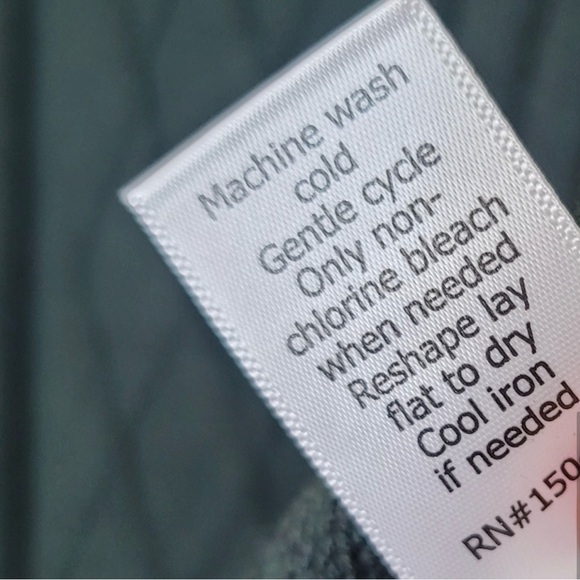 Machine wash
cold
Gentle cycle
Only non-
chlorine bleach
when needed
Reshape lay
flat to dry
Cool iron
if needed
RN#150